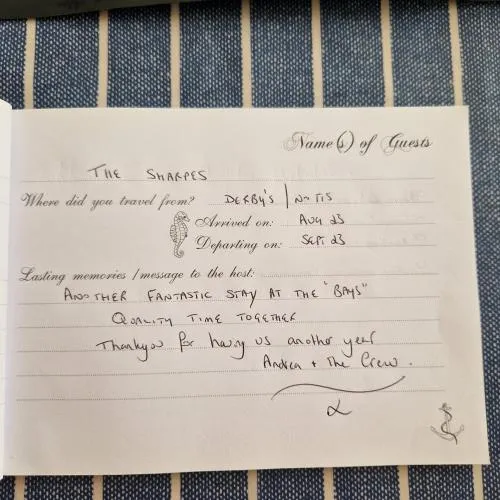 Name(s) of Guests
THE SHARPES
Where did you travel from? DERBY'S | NOTTS
Arrived on: AUG 23
Departing on: SEPT 23
Lasting memories / message to the host:
ANOTHER FANTASTIC STAY AT THE "BAYS"
QUALITY TIME TOGETHER
Thankyou for having us another year
Andrea + The Crew.